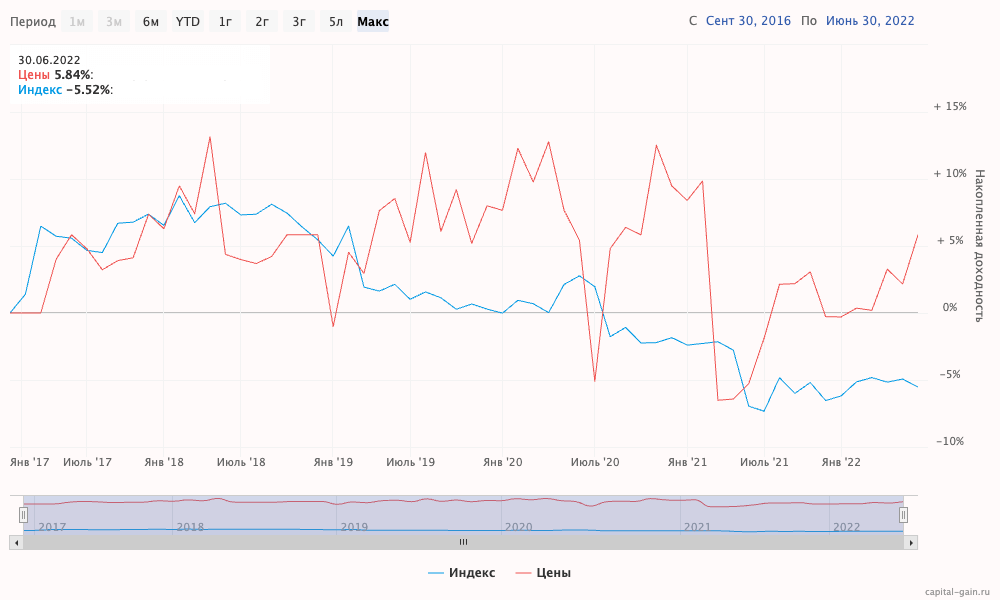 Период 1м 3м 6м YTD 1г 2г 3г 5л Макс С Сент 30, 2016 По Июнь 30, 2022
30.06.2022
Цены 5.84%:
Индекс −5.52%:
+ 15%
+ 10%
+ 5%
0%
−5%
−10%
Накопленная доходность
Янв '17 Июль '17 Янв '18 Июль '18 Янв '19 Июль '19 Янв '20 Июль '20 Янв '21 Июль '21 Янв '22
2017 2018 2019 2020 2021 2022
Индекс Цены
capital-gain.ru